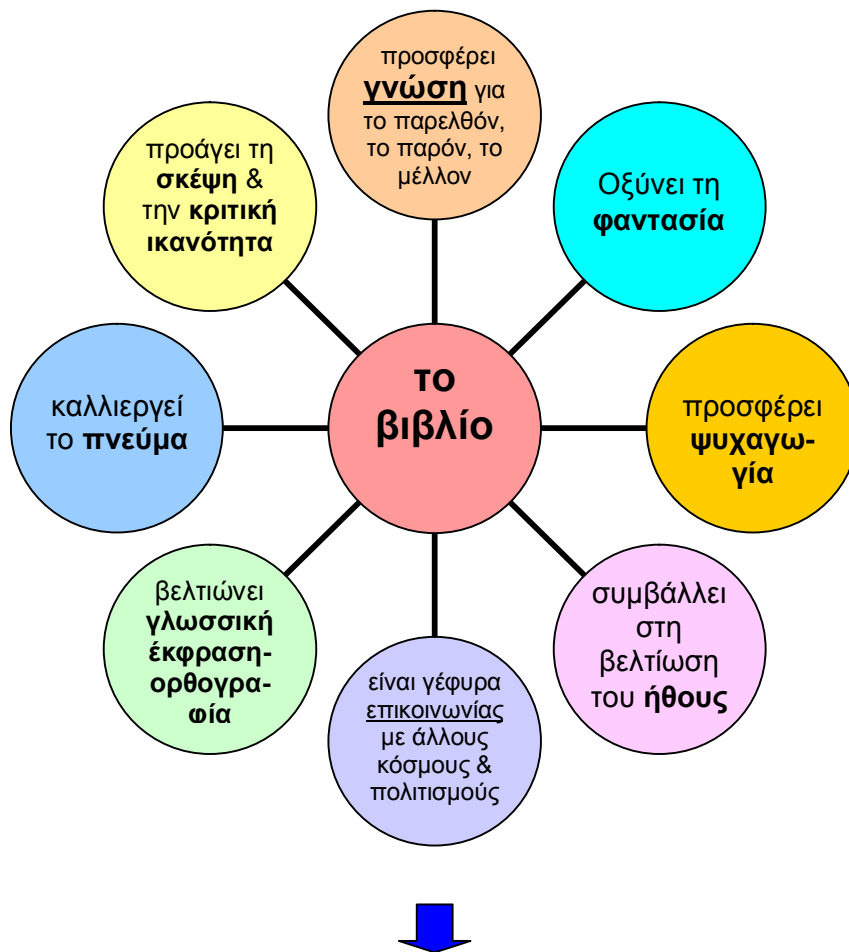 προσφέρει
γνώση για
το παρελθόν,
το παρόν, το
μέλλον
Οξύνει τη
φαντασία
προσφέρει
ψυχαγω-
γία
συμβάλλει
στη
βελτίωση
του ήθους
είναι γέφυρα
επικοινωνίας
με άλλους
κόσμους &
πολιτισμούς
βελτιώνει
γλωσσική
έκφραση-
ορθογρα-
φία
καλλιεργεί
το πνεύμα
προάγει τη
σκέψη &
την κριτική
ικανότητα
το
βιβλίο